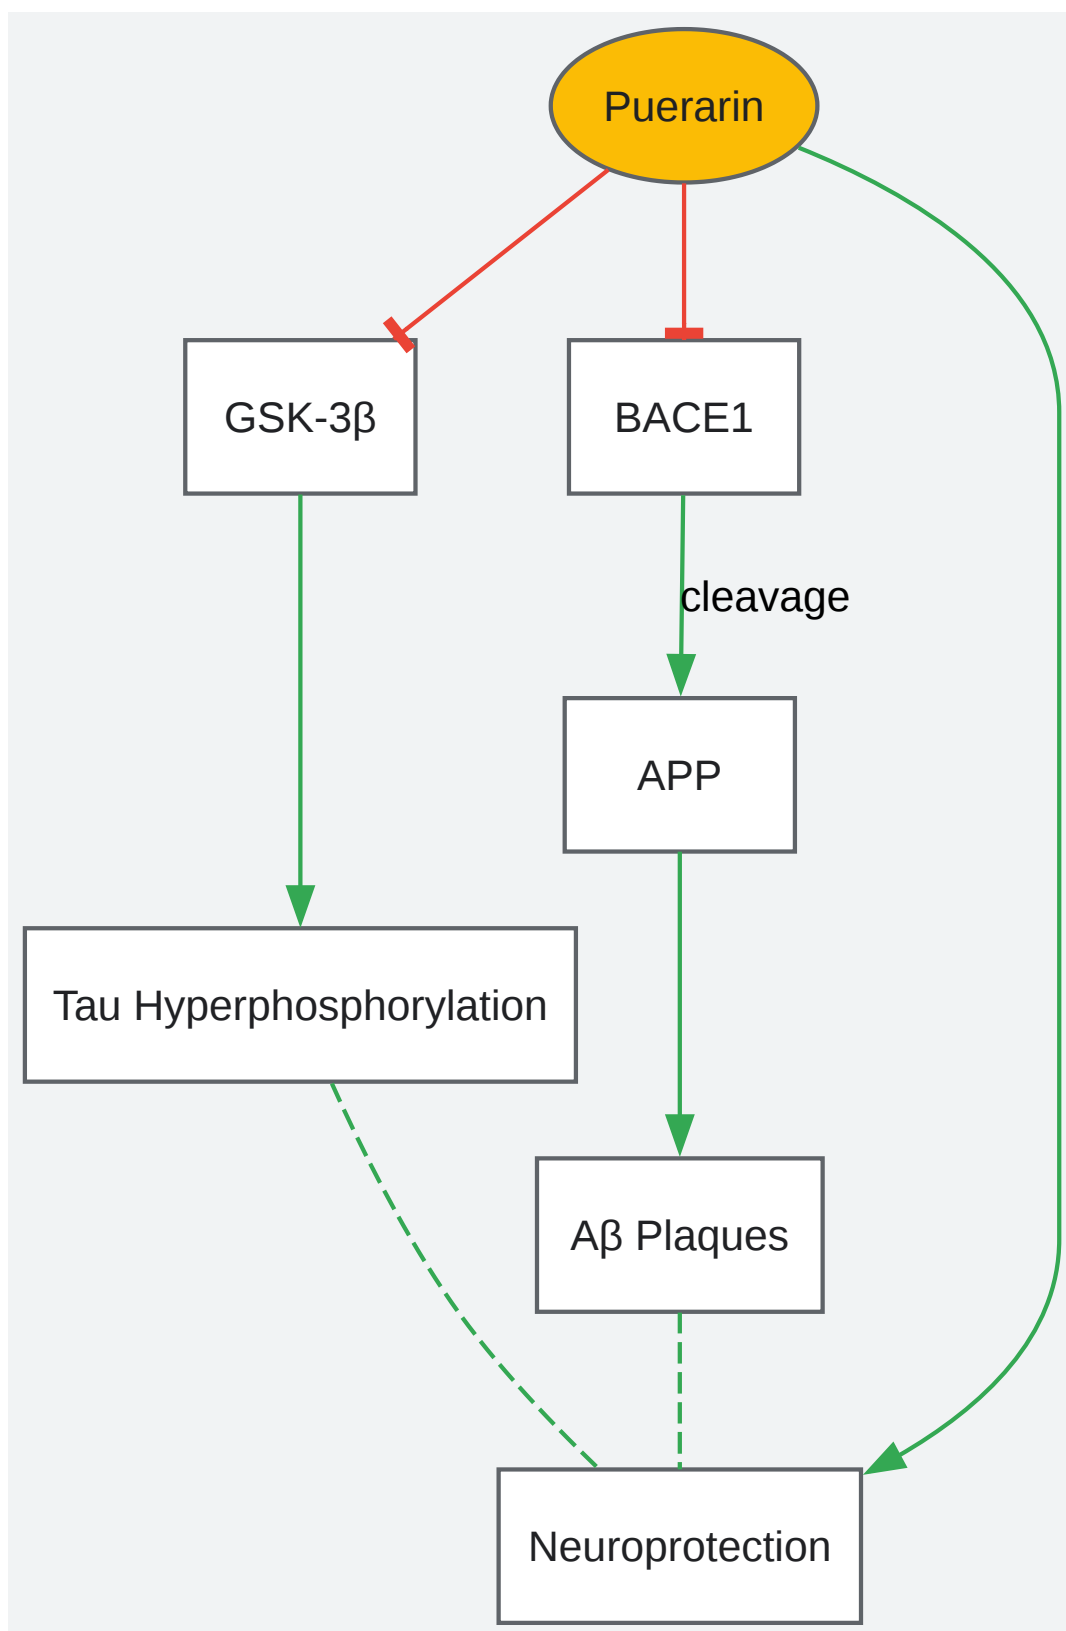 Puerarin
GSK-3β
BACE1
cleavage
APP
Tau Hyperphosphorylation
Aβ Plaques
Neuroprotection